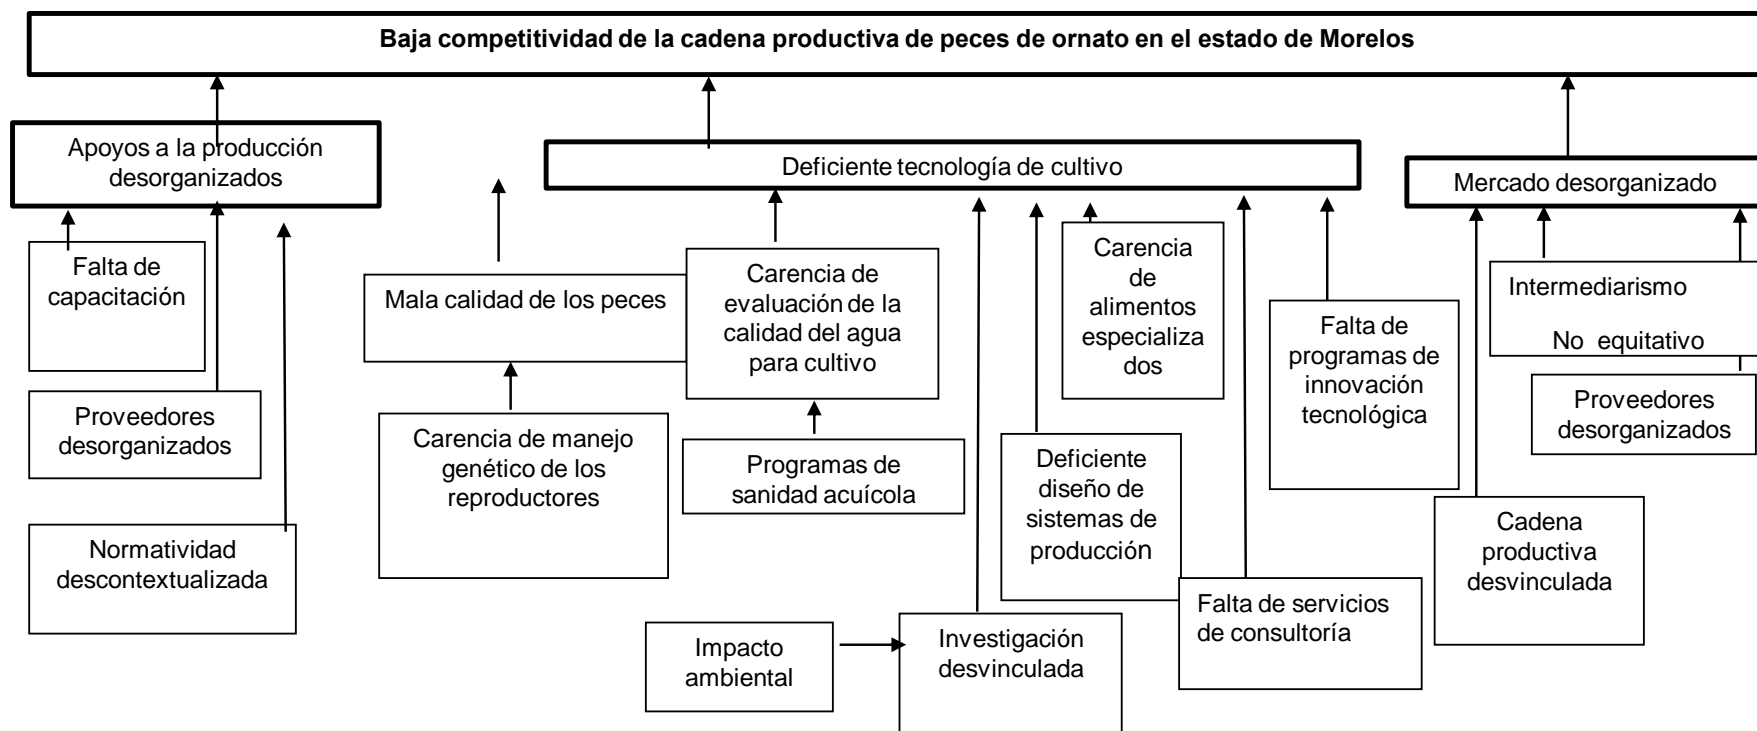 Baja competitividad de la cadena productiva de peces de ornato en el estado de Morelos
Apoyos a la producción
desorganizados
Deficiente tecnología de cultivo
Mercado desorganizado
Falta de
capacitación
Proveedores
desorganizados
Normatividad
descontextualizada
Mala calidad de los peces
Carencia de manejo
genético de los
reproductores
Carencia de
evaluación de la
calidad del agua
para cultivo
Programas de
sanidad acuícola
Impacto
ambiental
Investigación
desvinculada
Deficiente
diseño de
sistemas de
producción
Carencia
de
alimentos
especializa
dos
Falta de servicios
de consultoría
Falta de
programas de
innovación
tecnológica
Intermediarismo
No equitativo
Proveedores
desorganizados
Cadena
productiva
desvinculada